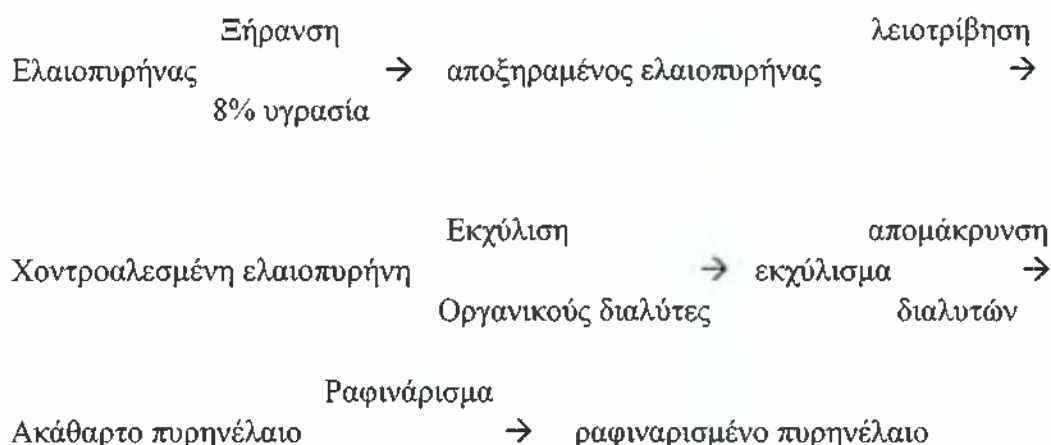 Ξήρανση λειοτρίβηση
Ελαιοπυρήνας → αποξηραμένος ελαιοπυρήνας →
8% υγρασία
Εκχύλιση απομάκρυνση
Χοντροαλεσμένη ελαιοπυρήνη → εκχύλισμα →
Οργανικούς διαλύτες διαλυτών
Ραφινάρισμα
Ακάθαρτο πυρηνέλαιο → ραφιναρισμένο πυρηνέλαιο